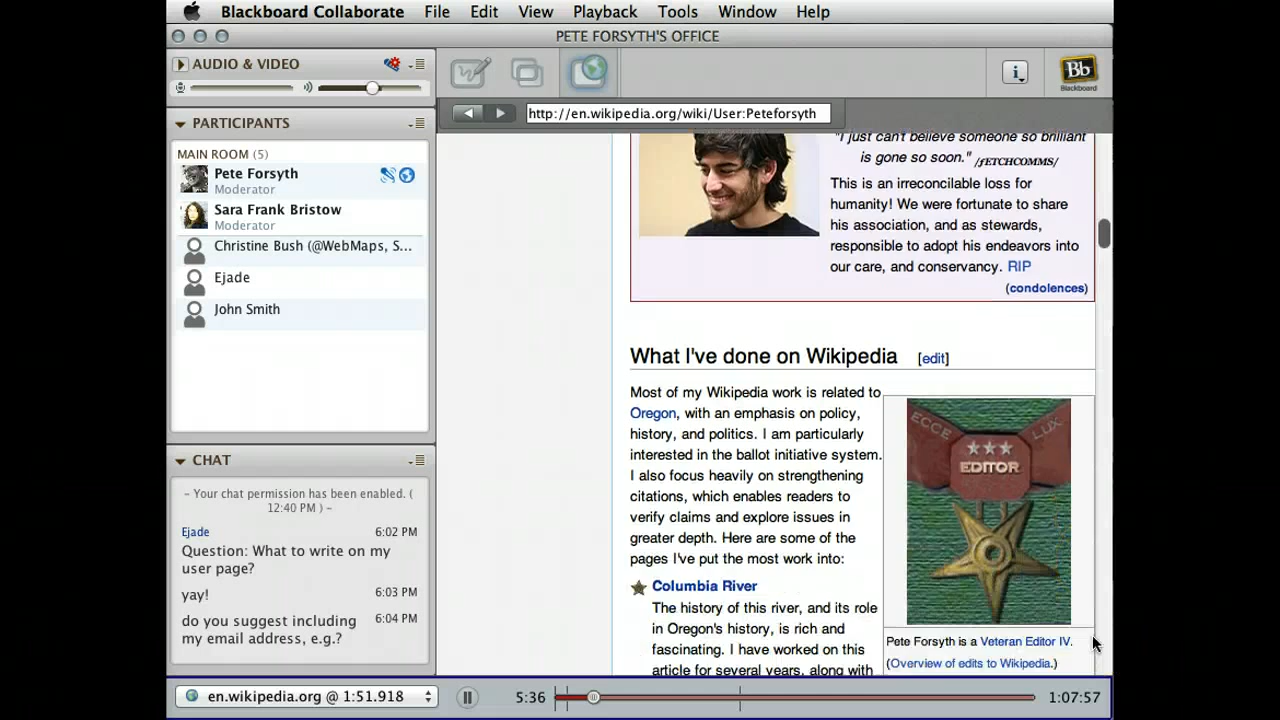 Blackboard Collaborate File Edit View Playback Tools Window Help
PETE FORSYTH'S OFFICE
AUDIO & VIDEO
PARTICIPANTS
MAIN ROOM (5)
Pete Forsyth
Moderator
Sara Frank Bristow
Moderator
Christine Bush (@WebMaps, S...
Ejade
John Smith
CHAT
– Your chat permission has been enabled. (
12:40 PM ) –
Ejade 6:02 PM
Question: What to write on my
user page?
yay! 6:03 PM
do you suggest including 6:04 PM
my email address, e.g.?
i
Bb
Blackboard
http://en.wikipedia.org/wiki/User:Peteforsyth
"I just can't believe someone so brilliant
is gone so soon." /ƒETCHCOMMS/
This is an irreconcilable loss for
humanity! We were fortunate to share
his association, and as stewards,
responsible to adopt his endeavors into
our care, and conservancy. RIP
(condolences)
What I've done on Wikipedia [edit]
Most of my Wikipedia work is related to
Oregon, with an emphasis on policy,
history, and politics. I am particularly
interested in the ballot initiative system.
I also focus heavily on strengthening
citations, which enables readers to
verify claims and explore issues in
greater depth. Here are some of the
pages I've put the most work into:
Columbia River
The history of this river, and its role
in Oregon's history, is rich and
fascinating. I have worked on this
article for several years, along with
ECCE LUX
EDITOR
Pete Forsyth is a Veteran Editor IV.
(Overview of edits to Wikipedia.)
en.wikipedia.org @ 1:51.918
5:36
1:07:57